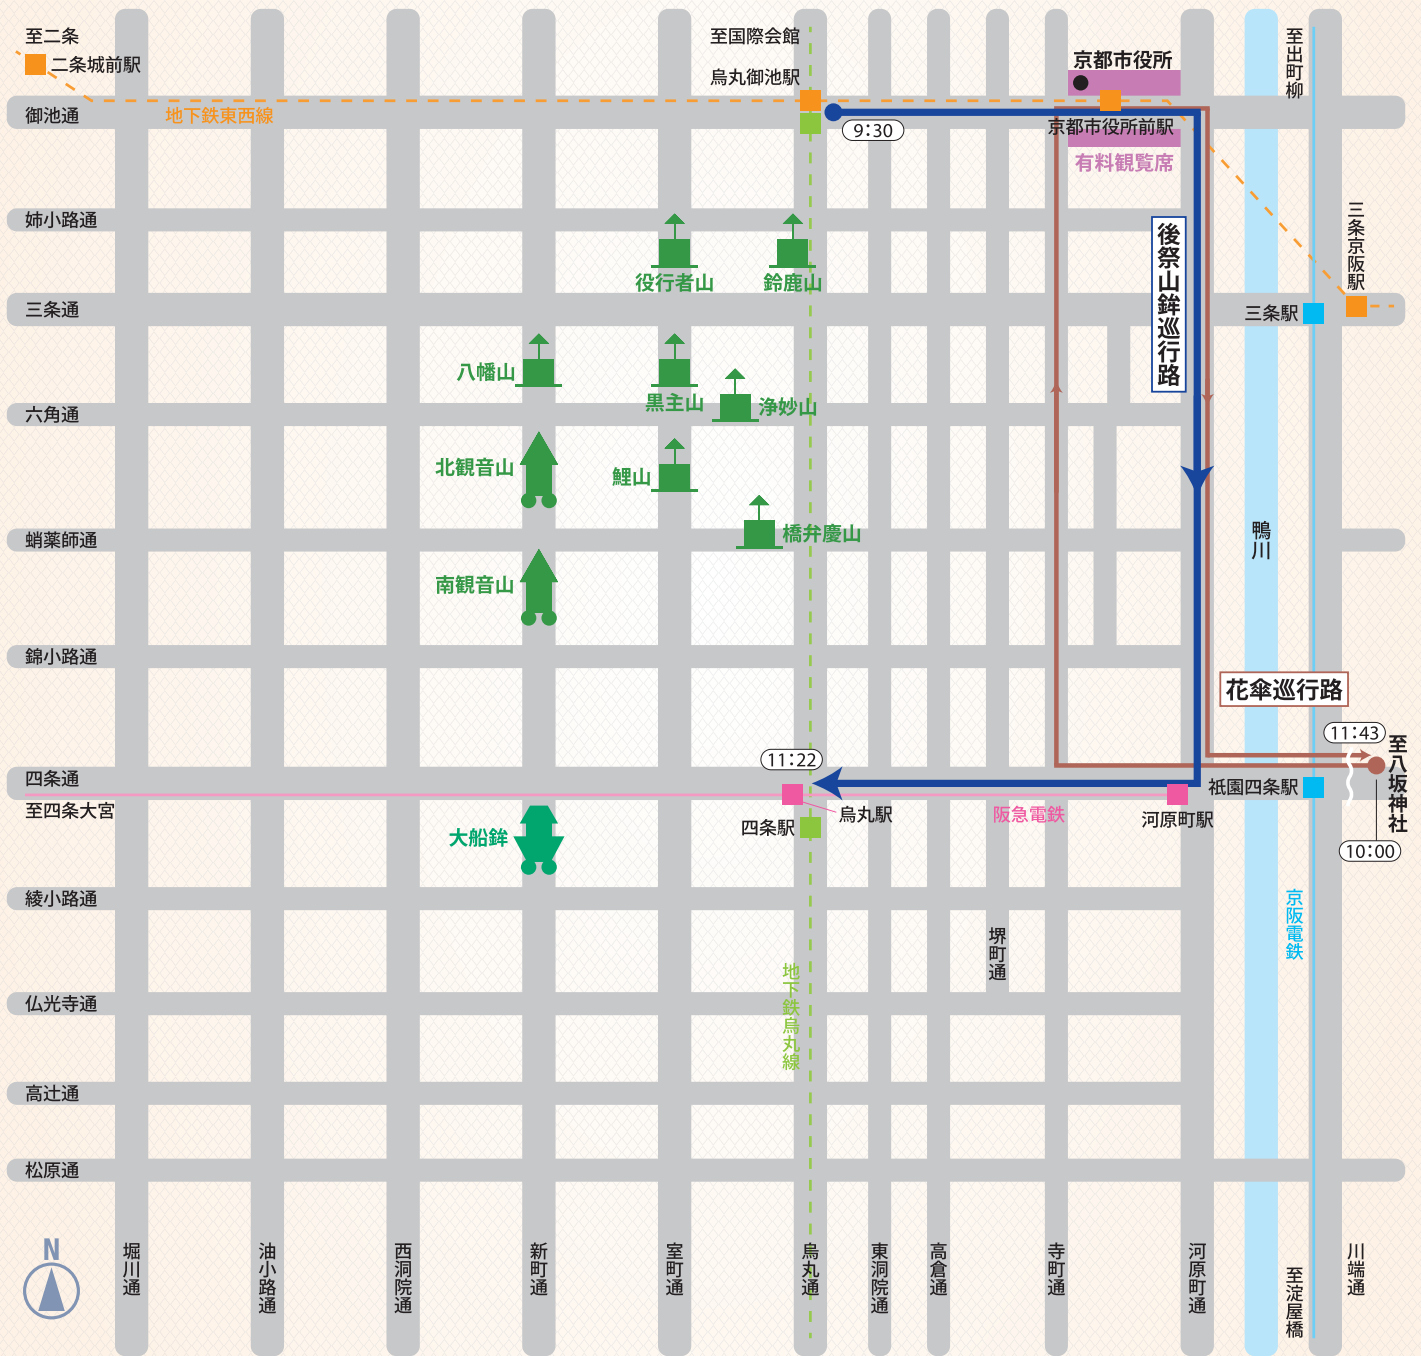 至二条
二条城前駅
至国際会館
烏丸御池駅
京都市役所
至出町柳
御池通
地下鉄東西線
9:30
京都市役所前駅
有料観覧席
姉小路通
役行者山
鈴鹿山
後祭山鉾巡行路
三条京阪駅
三条通
三条駅
八幡山
黒主山
浄妙山
六角通
北観音山
鯉山
橋弁慶山
鴨川
蛸薬師通
南観音山
錦小路通
花傘巡行路
11:43
至八坂神社
四条通
11:22
祇園四条駅
至四条大宮
烏丸駅
阪急電鉄
河原町駅
四条駅
大船鉾
10:00
綾小路通
京阪電鉄
堺町通
地下鉄烏丸線
仏光寺通
高辻通
松原通
N
堀川通
油小路通
西洞院通
新町通
室町通
烏丸通
東洞院通
高倉通
寺町通
河原町通
至淀屋橋
川端通